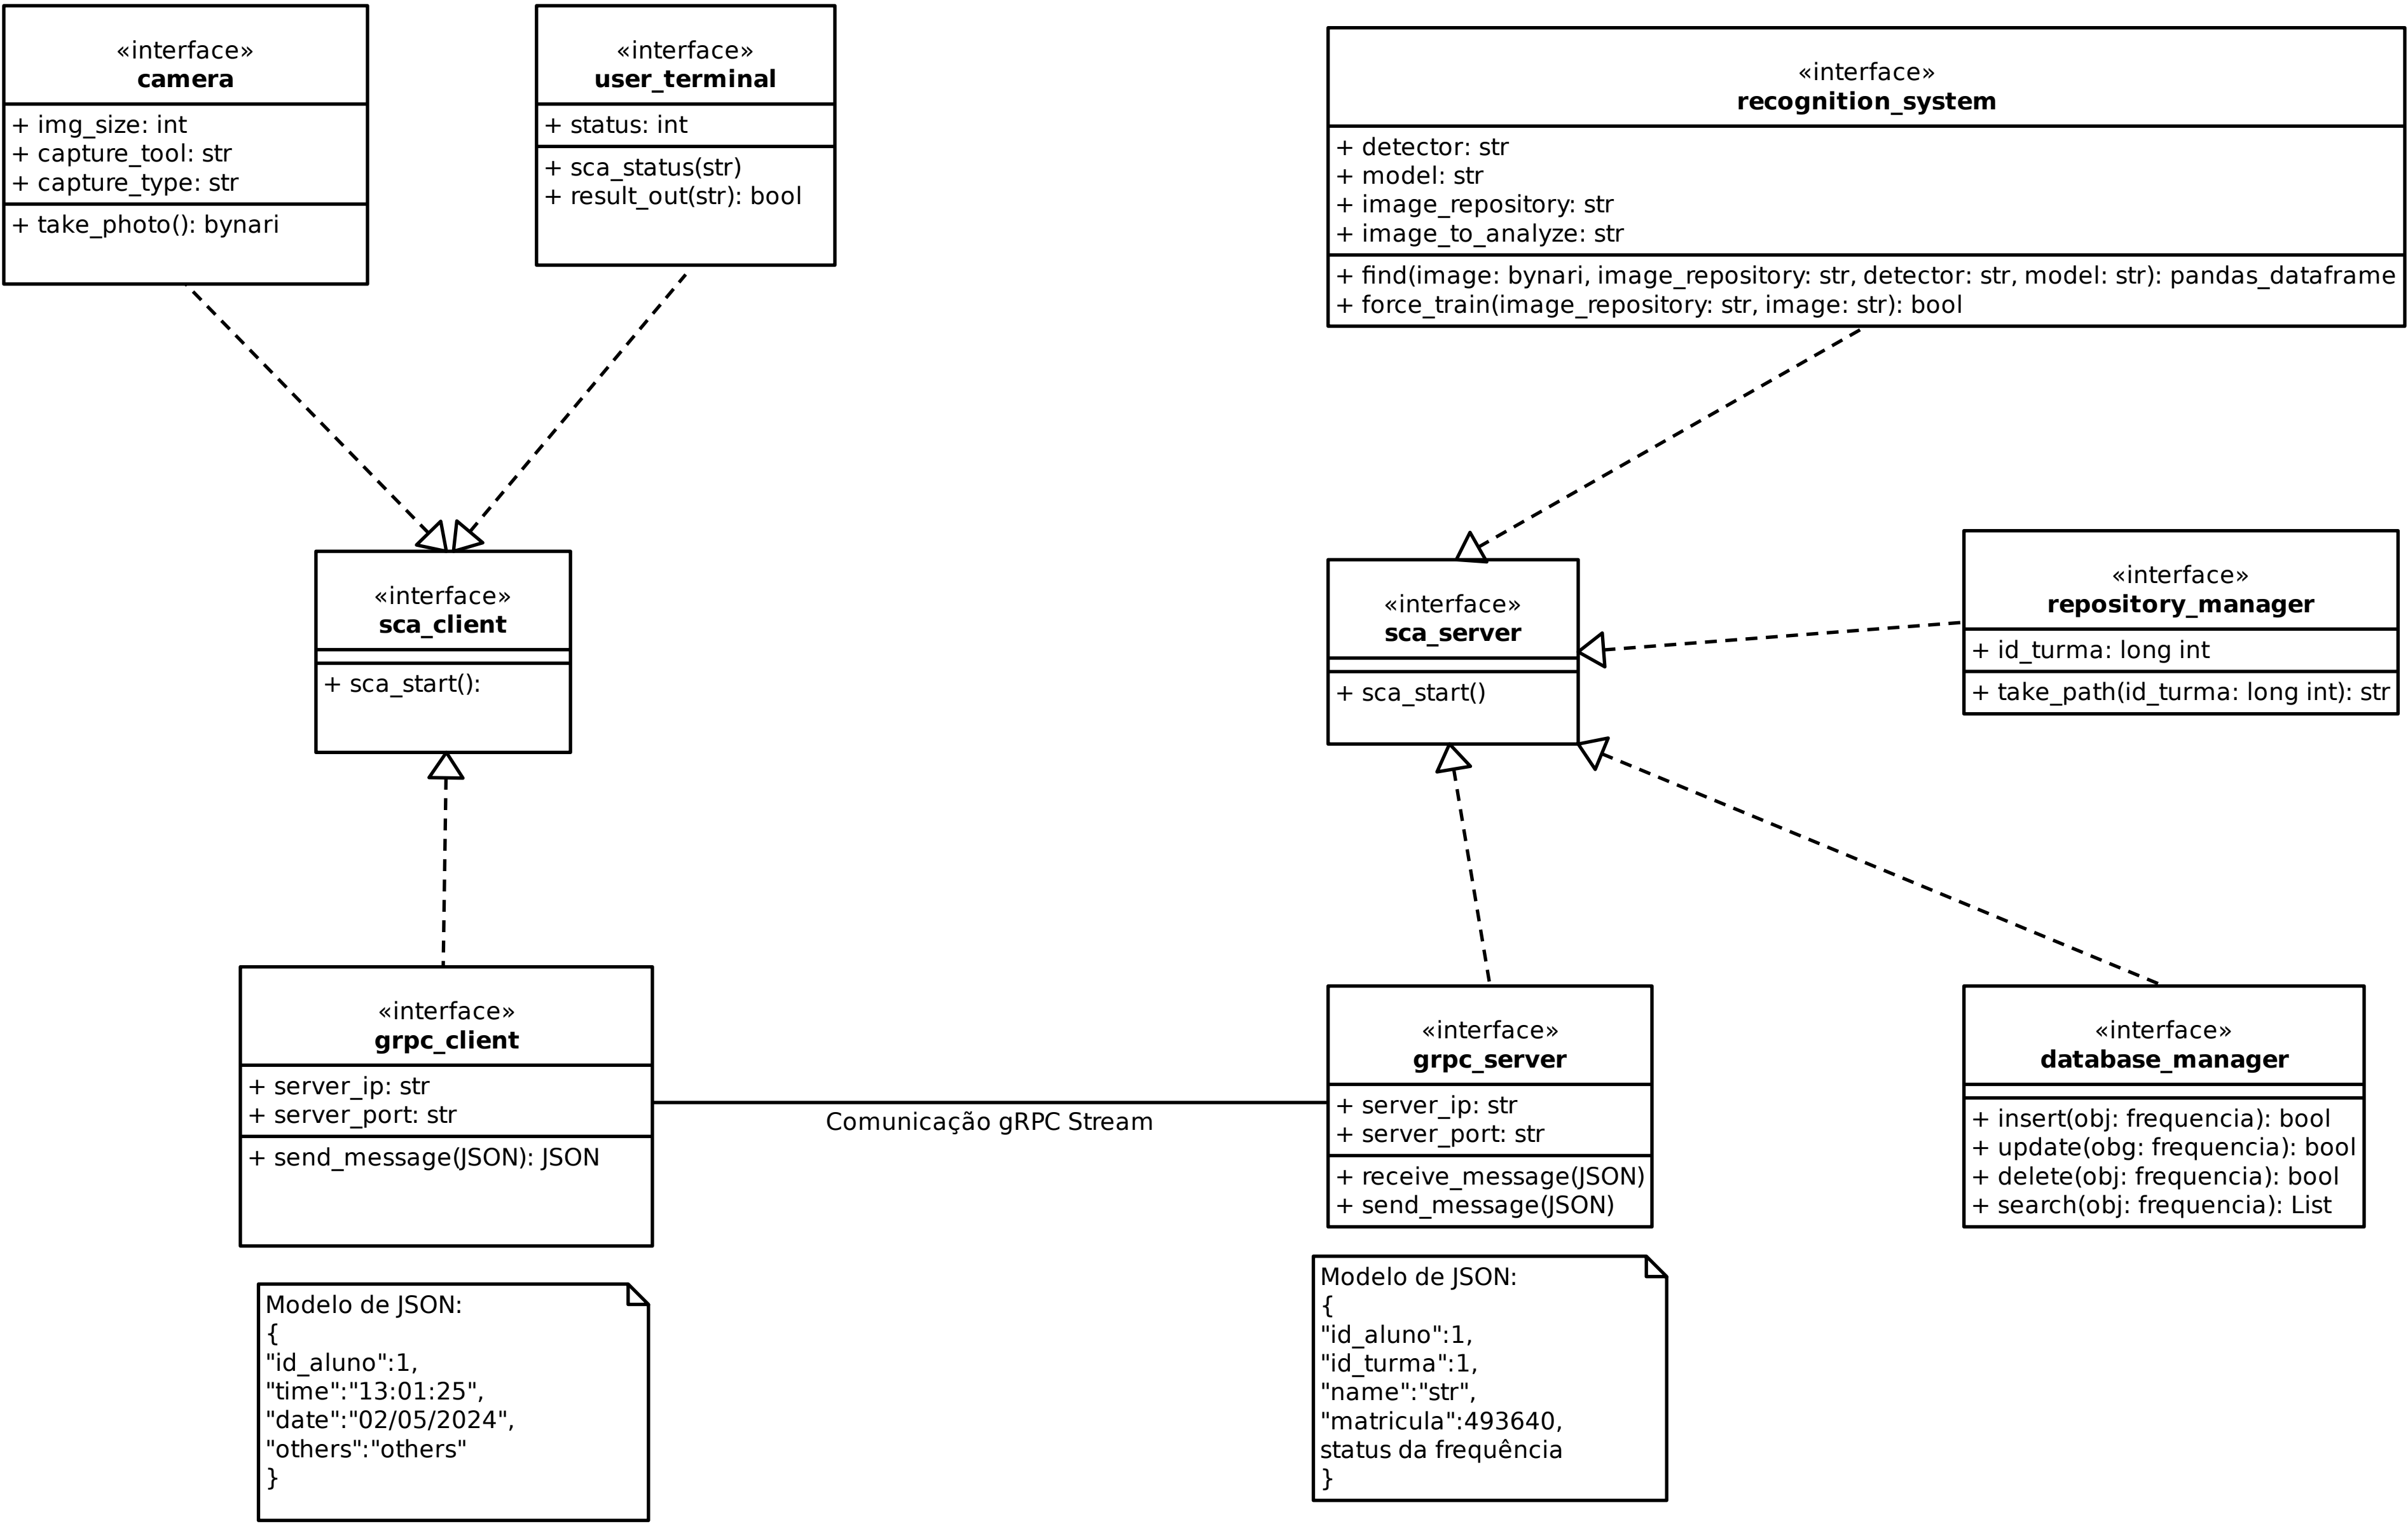 «interface»
camera
+ img_size: int
+ capture_tool: str
+ capture_type: str
+ take_photo(): bynari
«interface»
user_terminal
+ status: int
+ sca_status(str)
+ result_out(str): bool
«interface»
recognition_system
+ detector: str
+ model: str
+ image_repository: str
+ image_to_analyze: str
+ find(image: bynari, image_repository: str, detector: str, model: str): pandas_dataframe
+ force_train(image_repository: str, image: str): bool
«interface»
sca_client
+ sca_start():
«interface»
sca_server
+ sca_start()
«interface»
repository_manager
+ id_turma: long int
+ take_path(id_turma: long int): str
«interface»
grpc_client
+ server_ip: str
+ server_port: str
+ send_message(JSON): JSON
Comunicação gRPC Stream
«interface»
grpc_server
+ server_ip: str
+ server_port: str
+ receive_message(JSON)
+ send_message(JSON)
«interface»
database_manager
+ insert(obj: frequencia): bool
+ update(obg: frequencia): bool
+ delete(obj: frequencia): bool
+ search(obj: frequencia): List
Modelo de JSON:
{
"id_aluno":1,
"time":"13:01:25",
"date":"02/05/2024",
"others":"others"
}
Modelo de JSON:
{
"id_aluno":1,
"id_turma":1,
"name":"str",
"matricula":493640,
status da frequência
}